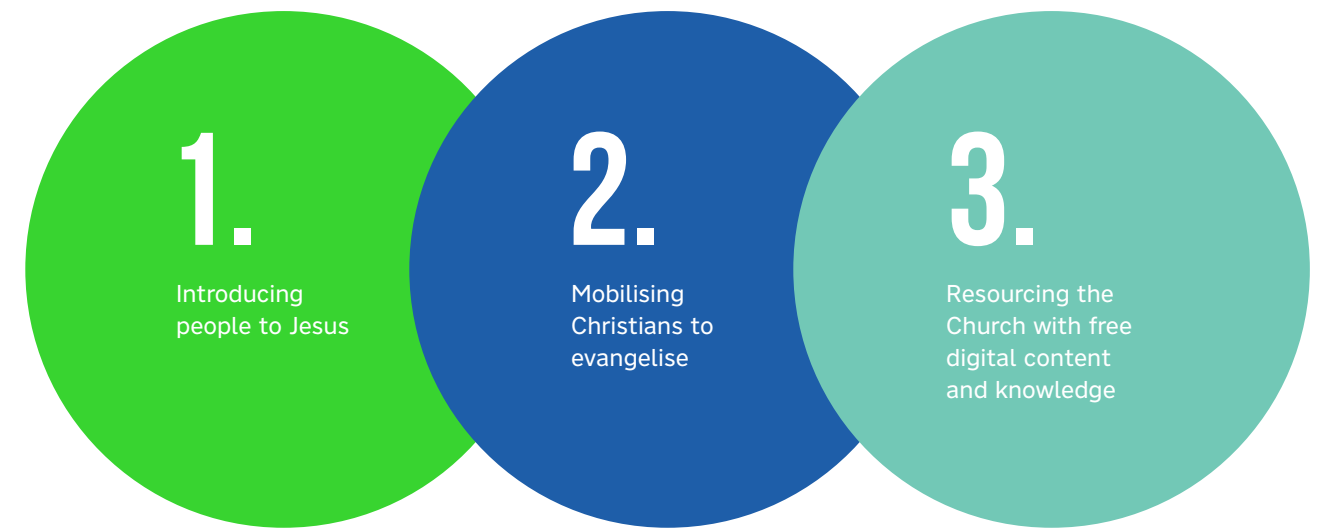 1.
Introducing
people to Jesus
2.
Mobilising
Christians to
evangelise
3.
Resourcing the
Church with free
digital content
and knowledge